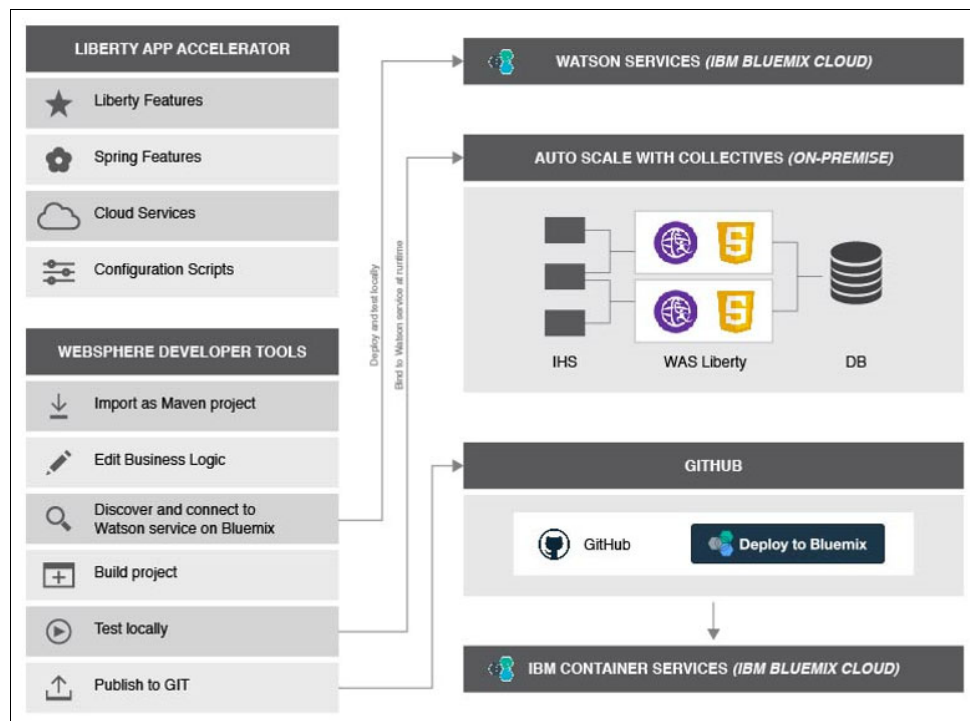 LIBERTY APP ACCELERATOR
Liberty Features
Spring Features
Cloud Services
Configuration Scripts
WEBSPHERE DEVELOPER TOOLS
Import as Maven project
Edit Business Logic
Discover and connect to
Watson service on Bluemix
Build project
Test locally
Publish to GIT
Deploy and test locally
Bind to Watson service at runtime
WATSON SERVICES (IBM BLUEMIX CLOUD)
AUTO SCALE WITH COLLECTIVES (ON-PREMISE)
IHS
WAS Liberty
DB
GITHUB
GitHub
Deploy to Bluemix
IBM CONTAINER SERVICES (IBM BLUEMIX CLOUD)